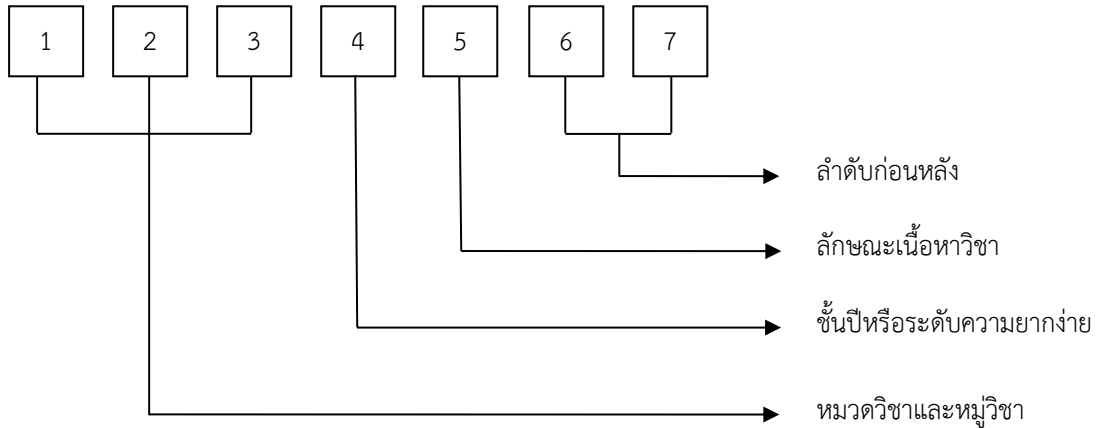 1 2 3 4 5 6 7
ลำดับก่อนหลัง
ลักษณะเนื้อหาวิชา
ชั้นปีหรือระดับความยากง่าย
หมวดวิชาและหมู่วิชา